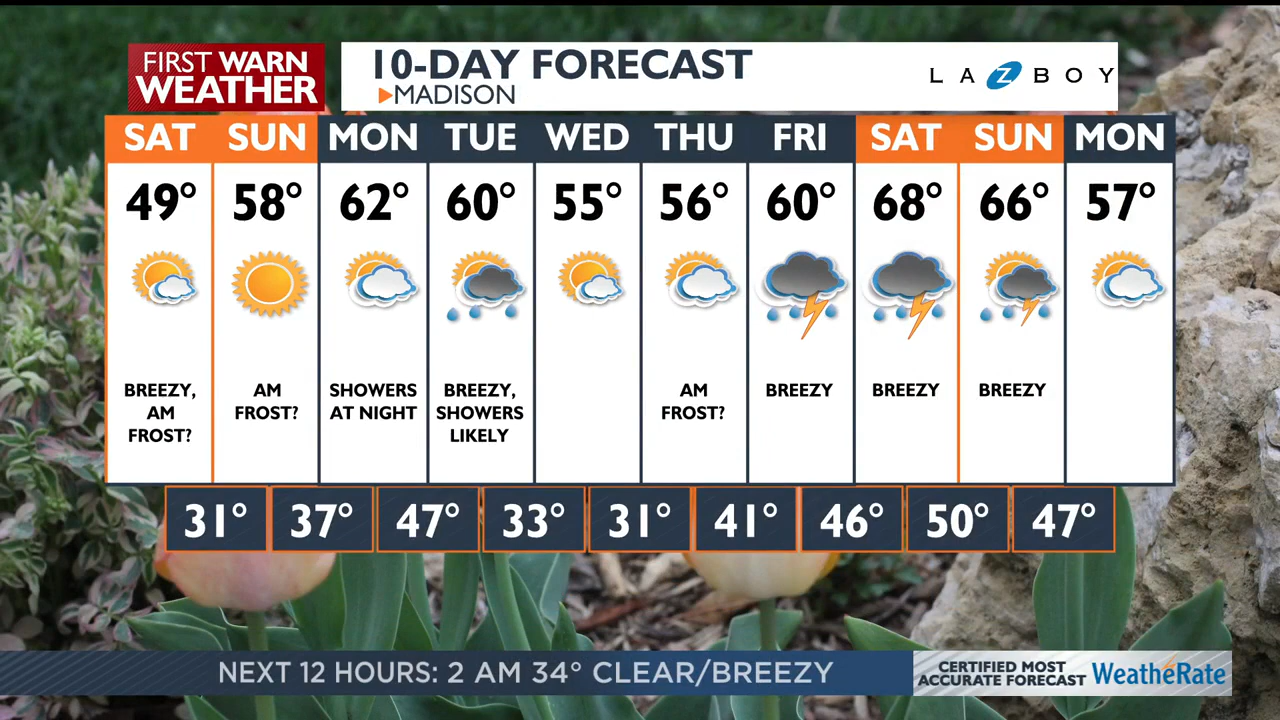 FIRST WARN
WEATHER
10-DAY FORECAST
MADISON
LA Z BOY
SAT SUN MON TUE WED THU FRI SAT SUN MON
49° 58° 62° 60° 55° 56° 60° 68° 66° 57°
BREEZY,
AM
FROST?
AM
FROST?
SHOWERS
AT NIGHT
BREEZY,
SHOWERS
LIKELY
AM
FROST?
BREEZY
BREEZY
BREEZY
31° 37° 47° 33° 31° 41° 46° 50° 47°
NEXT 12 HOURS: 2 AM 34° CLEAR/BREEZY
CERTIFIED MOST
ACCURATE FORECAST
WeatheRate